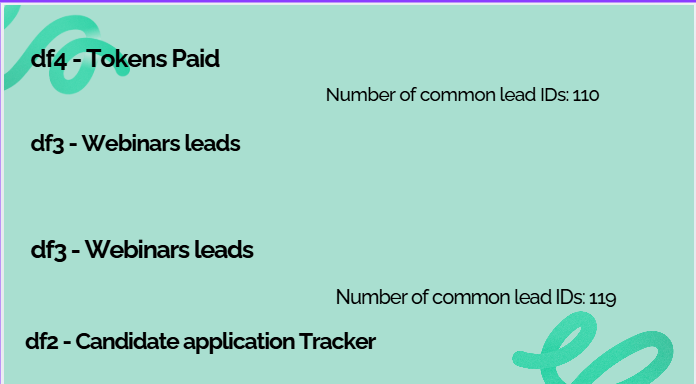 df4 - Tokens Paid
Number of common lead IDs: 110
df3 - Webinars leads
df3 - Webinars leads
Number of common lead IDs: 119
df2 - Candidate application Tracker